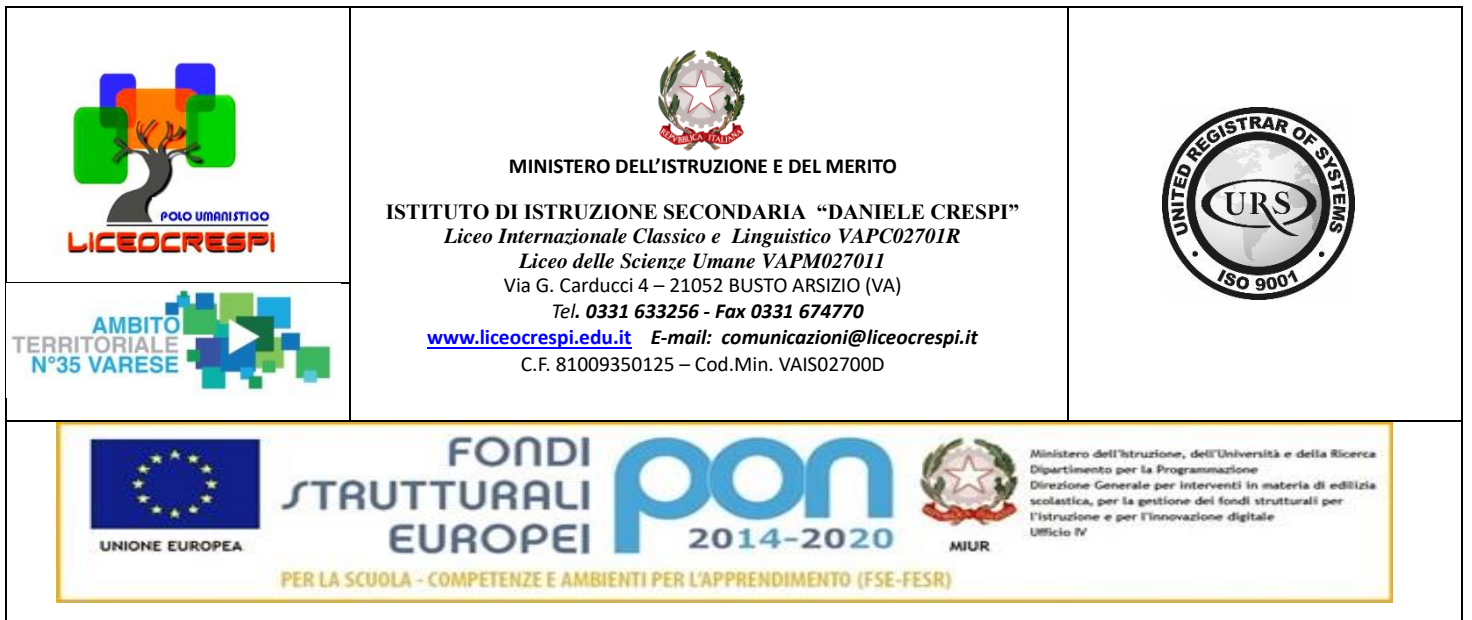 POLO UMANISTICO
LICEOCRESPI
AMBITO
TERRITORIALE
N°35 VARESE
REPVBBLICA ITALIANA
MINISTERO DELL’ISTRUZIONE E DEL MERITO
ISTITUTO DI ISTRUZIONE SECONDARIA “DANIELE CRESPI”
Liceo Internazionale Classico e Linguistico VAPC02701R
Liceo delle Scienze Umane VAPM027011
Via G. Carducci 4 – 21052 BUSTO ARSIZIO (VA)
Tel. 0331 633256 - Fax 0331 674770
www.liceocrespi.edu.it E-mail: comunicazioni@liceocrespi.it
C.F. 81009350125 – Cod.Min. VAIS02700D
UNITED REGISTRAR OF SYSTEMS
URS
• ISO 9001 •
UNIONE EUROPEA
FONDI
STRUTTURALI
EUROPEI
pon
2014-2020
MIUR
Ministero dell'Istruzione, dell'Università e della Ricerca
Dipartimento per la Programmazione
Direzione Generale per interventi in materia di edilizia
scolastica, per la gestione dei fondi strutturali per
l'istruzione e per l'innovazione digitale
Ufficio IV
PER LA SCUOLA - COMPETENZE E AMBIENTI PER L'APPRENDIMENTO (FSE-FESR)